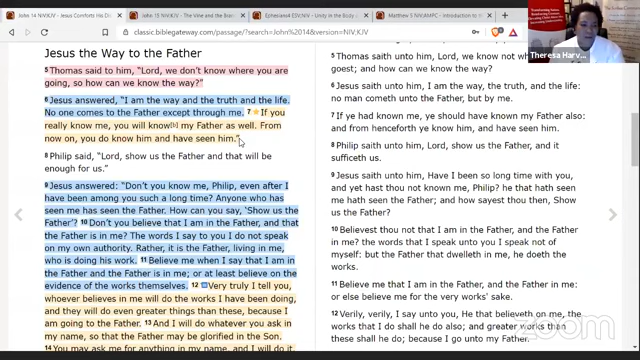 Jesus Comforts His D
John 15 NIV;KJV - The Vine and the Bran
Ephesians4 ESV;NIV - Unity in the Body
Matthew 5 NIV;AMPC - Introduction to th
classic.biblegateway.com/passage/?search=John%2014&version=NIV;KJV
Theresa Harv...
Jesus the Way to the Father
5 Thomas said to him, “Lord, we don’t know where you are
going, so how can we know the way?”
6 Jesus answered, “I am the way and the truth and the life.
No one comes to the Father except through me. 7 If you
really know me, you will know[b] my Father as well. From
now on, you do know him and have seen him.”
8 Philip said, “Lord, show us the Father and that will be
enough for us.”
9 Jesus answered: “Don’t you know me, Philip, even after I
have been among you such a long time? Anyone who has
seen me has seen the Father. How can you say, ‘Show us the
Father’? 10 Don’t you believe that I am in the Father, and that
the Father is in me? The words I say to you I do not speak
on my own authority. Rather, it is the Father, living in me,
who is doing his work. 11 Believe me when I say that I am in
the Father and the Father is in me; or at least believe on the
evidence of the works themselves. 12 Very truly I tell you,
whoever believes in me will do the works I have been doing,
and they will do even greater things than these, because I
am going to the Father. 13 And I will do whatever you ask in
my name, so that the Father may be glorified in the Son.
14 You may ask me for anything in my name, and I will do it.
5 Thomas saith unto him, Lord, we know not whi
goest; and how can we know the way?
6 Jesus saith unto him, I am the way, the truth, and the life:
no man cometh unto the Father, but by me.
7 If ye had known me, ye should have known my Father also:
and from henceforth ye know him, and have seen him.
8 Philip saith unto him, Lord, show us the Father, and it
sufficeth us.
9 Jesus saith unto him, Have I been so long time with you,
and yet hast thou not known me, Philip? he that hath seen
me hath seen the Father; and how sayest thou then, Show
us the Father?
10 Believest thou not that I am in the Father, and the Father
in me? the words that I speak unto you I speak not of
myself: but the Father that dwelleth in me, he doeth the
works.
11 Believe me that I am in the Father, and the Father in me:
or else believe me for the very works’ sake.
12 Verily, verily, I say unto you, He that believeth on me, the
works that I do shall he do also; and greater works than
these shall he do; because I go unto my Father.
zoom